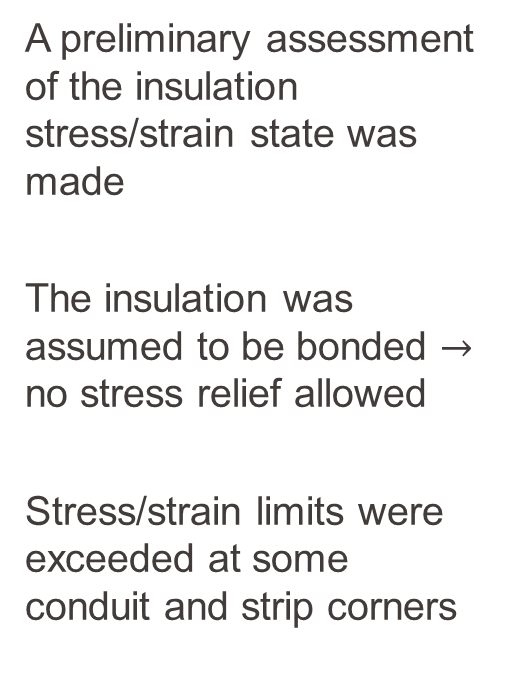 A preliminary assessment
of the insulation
stress/strain state was
made
The insulation was
assumed to be bonded →
no stress relief allowed
Stress/strain limits were
exceeded at some
conduit and strip corners